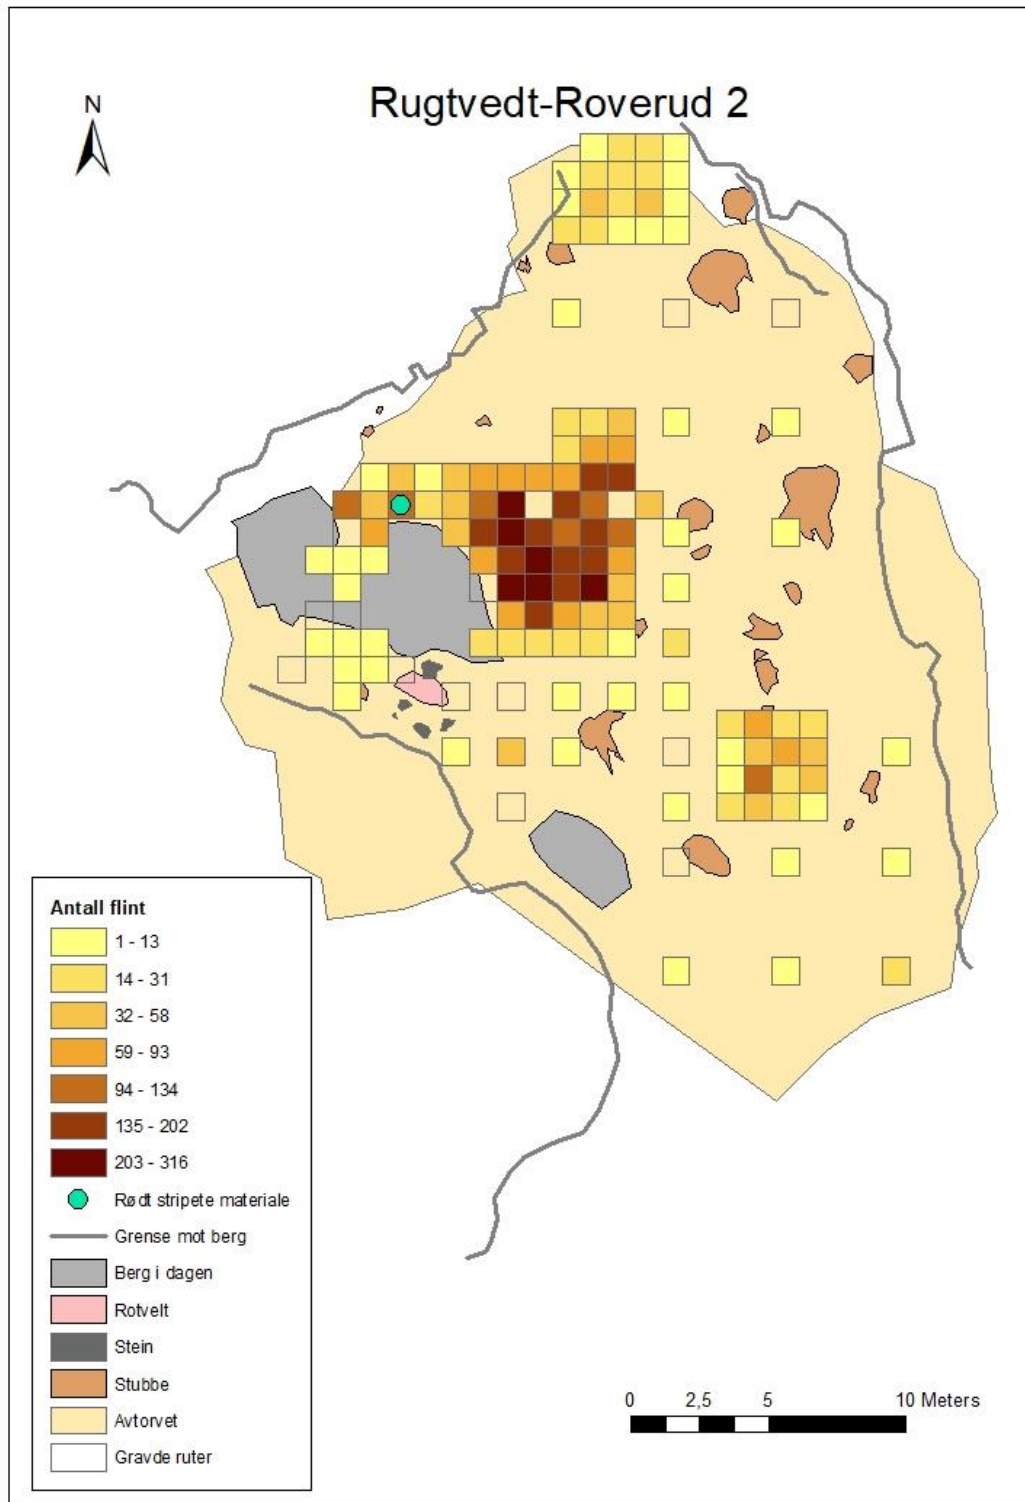 Rugtvedt-Roverud 2
N
Antall flint
1 - 13
14 - 31
32 - 58
59 - 93
94 - 134
135 - 202
203 - 316
Rødt stripete materiale
Grense mot berg
Berg i dagen
Rotvelt
Stein
Stubbe
Avtorvet
Gravde ruter
0 2,5 5 10 Meters